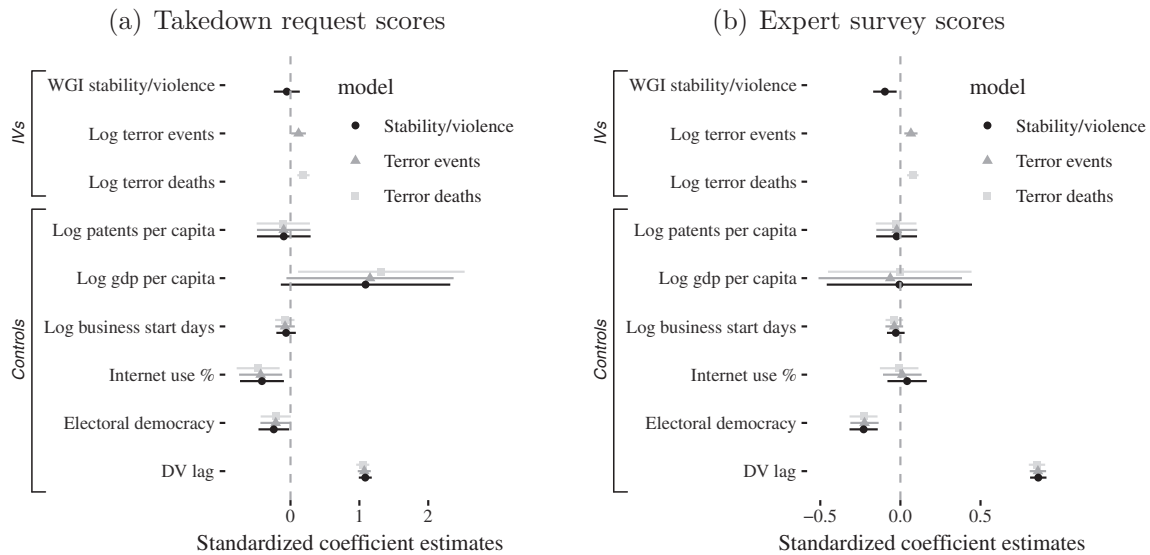 (a) Takedown request scores
WGI stability/violence
Log terror events
Log terror deaths
Log patents per capita
Log gdp per capita
Log business start days
Internet use %
Electoral democracy
DV lag
IVs
Controls
model
Stability/violence
Terror events
Terror deaths
0
1
2
Standardized coefficient estimates
(b) Expert survey scores
WGI stability/violence
Log terror events
Log terror deaths
Log patents per capita
Log gdp per capita
Log business start days
Internet use %
Electoral democracy
DV lag
IVs
Controls
model
Stability/violence
Terror events
Terror deaths
−0.5
0.0
0.5
Standardized coefficient estimates